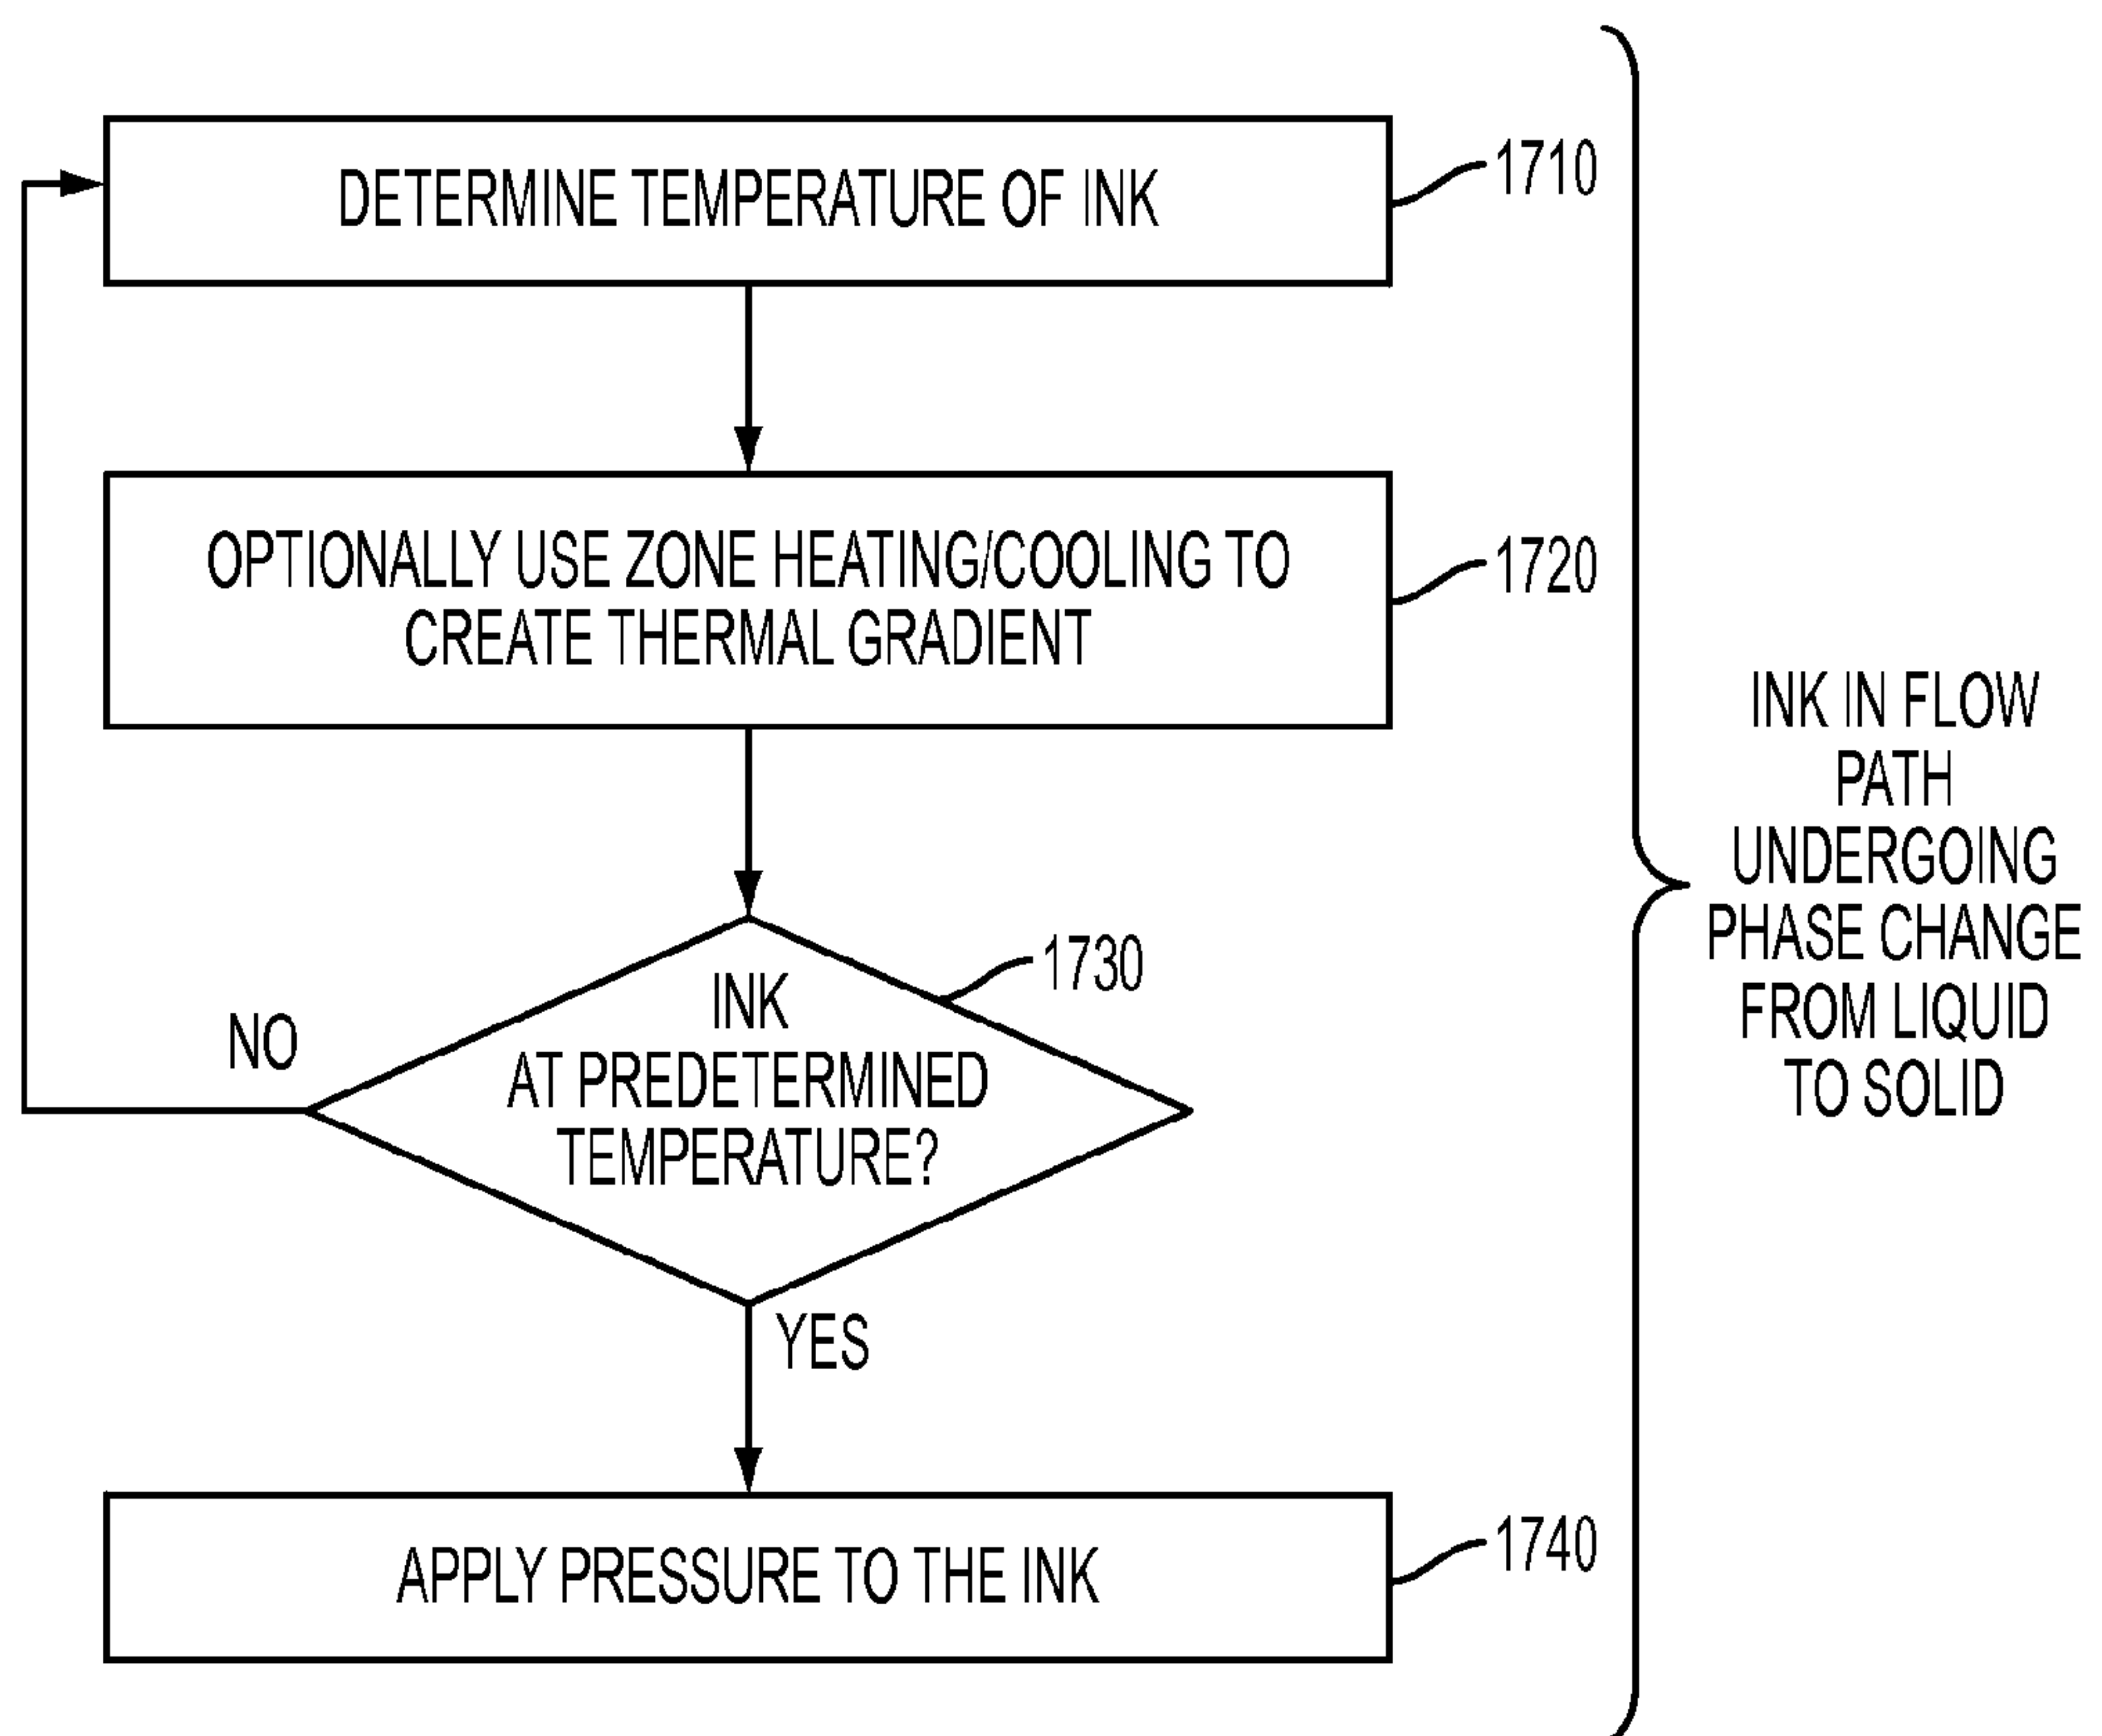 DETERMINE TEMPERATURE OF INK
1710
OPTIONALLY USE ZONE HEATING/COOLING TO
CREATE THERMAL GRADIENT
1720
INK
AT PREDETERMINED
TEMPERATURE?
1730
NO
YES
APPLY PRESSURE TO THE INK
1740
INK IN FLOW
PATH
UNDERGOING
PHASE CHANGE
FROM LIQUID
TO SOLID